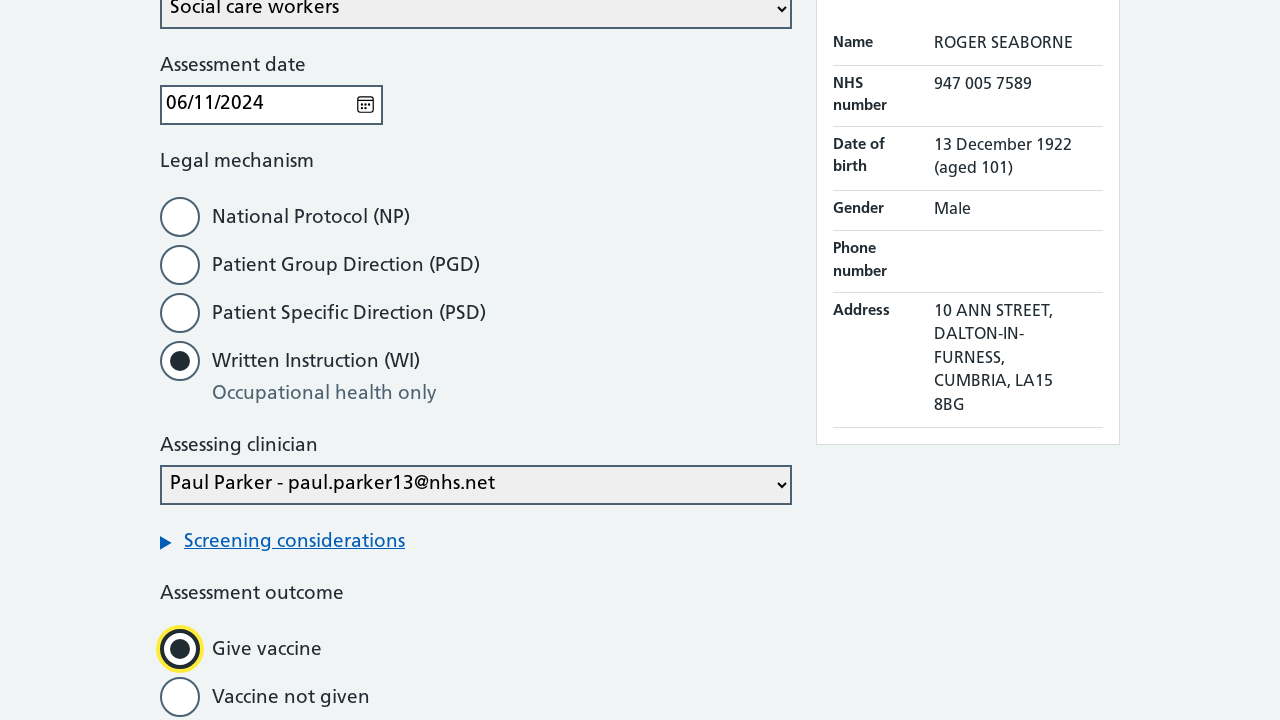 Social care workers
Assessment date
06/11/2024
Legal mechanism
National Protocol (NP)
Patient Group Direction (PGD)
Patient Specific Direction (PSD)
Written Instruction (WI)
Occupational health only
Assessing clinician
Paul Parker - paul.parker13@nhs.net
Screening considerations
Assessment outcome
Give vaccine
Vaccine not given
Name ROGER SEABORNE
NHS number 947 005 7589
Date of birth 13 December 1922
(aged 101)
Gender Male
Phone number
Address 10 ANN STREET,
DALTON-IN-
FURNESS,
CUMBRIA, LA15
8BG